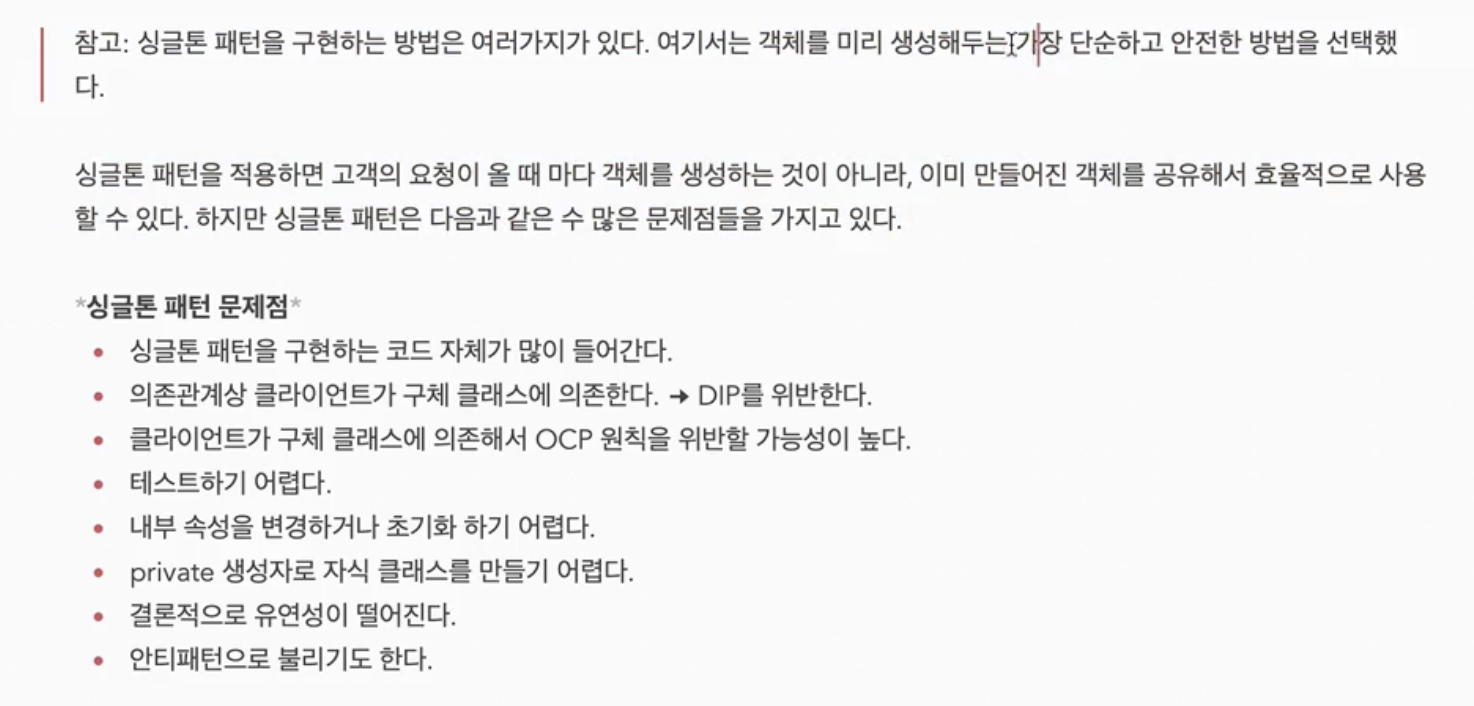 참고: 싱글톤 패턴을 구현하는 방법은 여러가지가 있다. 여기서는 객체를 미리 생성해두는 가장 단순하고 안전한 방법을 선택했
다.
싱글톤 패턴을 적용하면 고객의 요청이 올 때 마다 객체를 생성하는 것이 아니라, 이미 만들어진 객체를 공유해서 효율적으로 사용
할 수 있다. 하지만 싱글톤 패턴은 다음과 같은 수 많은 문제점들을 가지고 있다.
*싱글톤 패턴 문제점*
• 싱글톤 패턴을 구현하는 코드 자체가 많이 들어간다.
• 의존관계상 클라이언트가 구체 클래스에 의존한다. → DIP를 위반한다.
• 클라이언트가 구체 클래스에 의존해서 OCP 원칙을 위반할 가능성이 높다.
• 테스트하기 어렵다.
• 내부 속성을 변경하거나 초기화 하기 어렵다.
• private 생성자로 자식 클래스를 만들기 어렵다.
• 결론적으로 유연성이 떨어진다.
• 안티패턴으로 불리기도 한다.